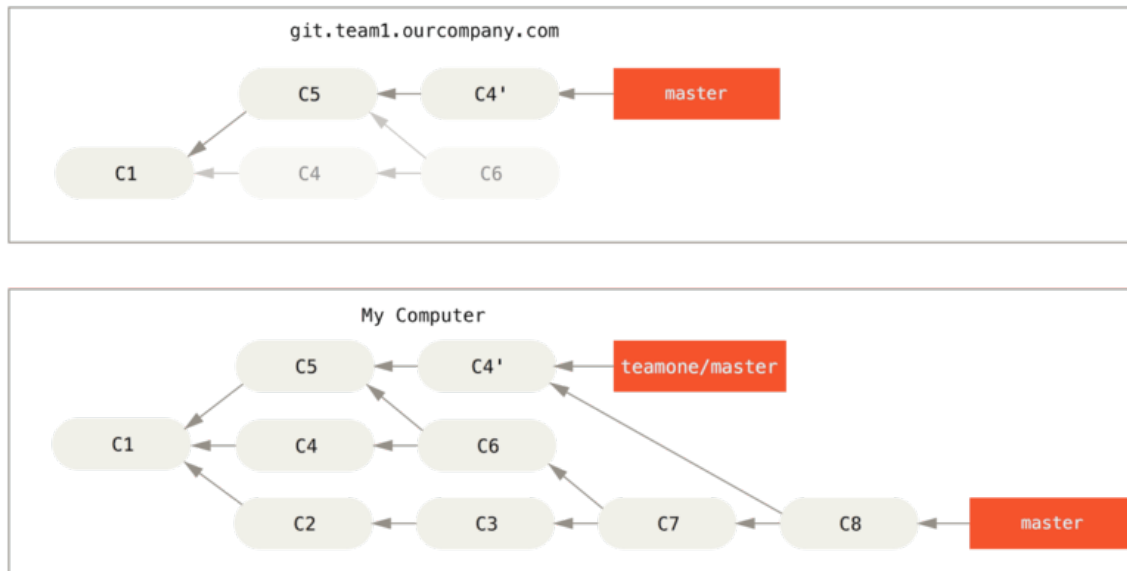 git.team1.ourcompany.com
C5 C4' master
C1 C4 C6
My Computer
C5 C4' teamone/master
C1 C4 C6
C2 C3 C7 C8 master